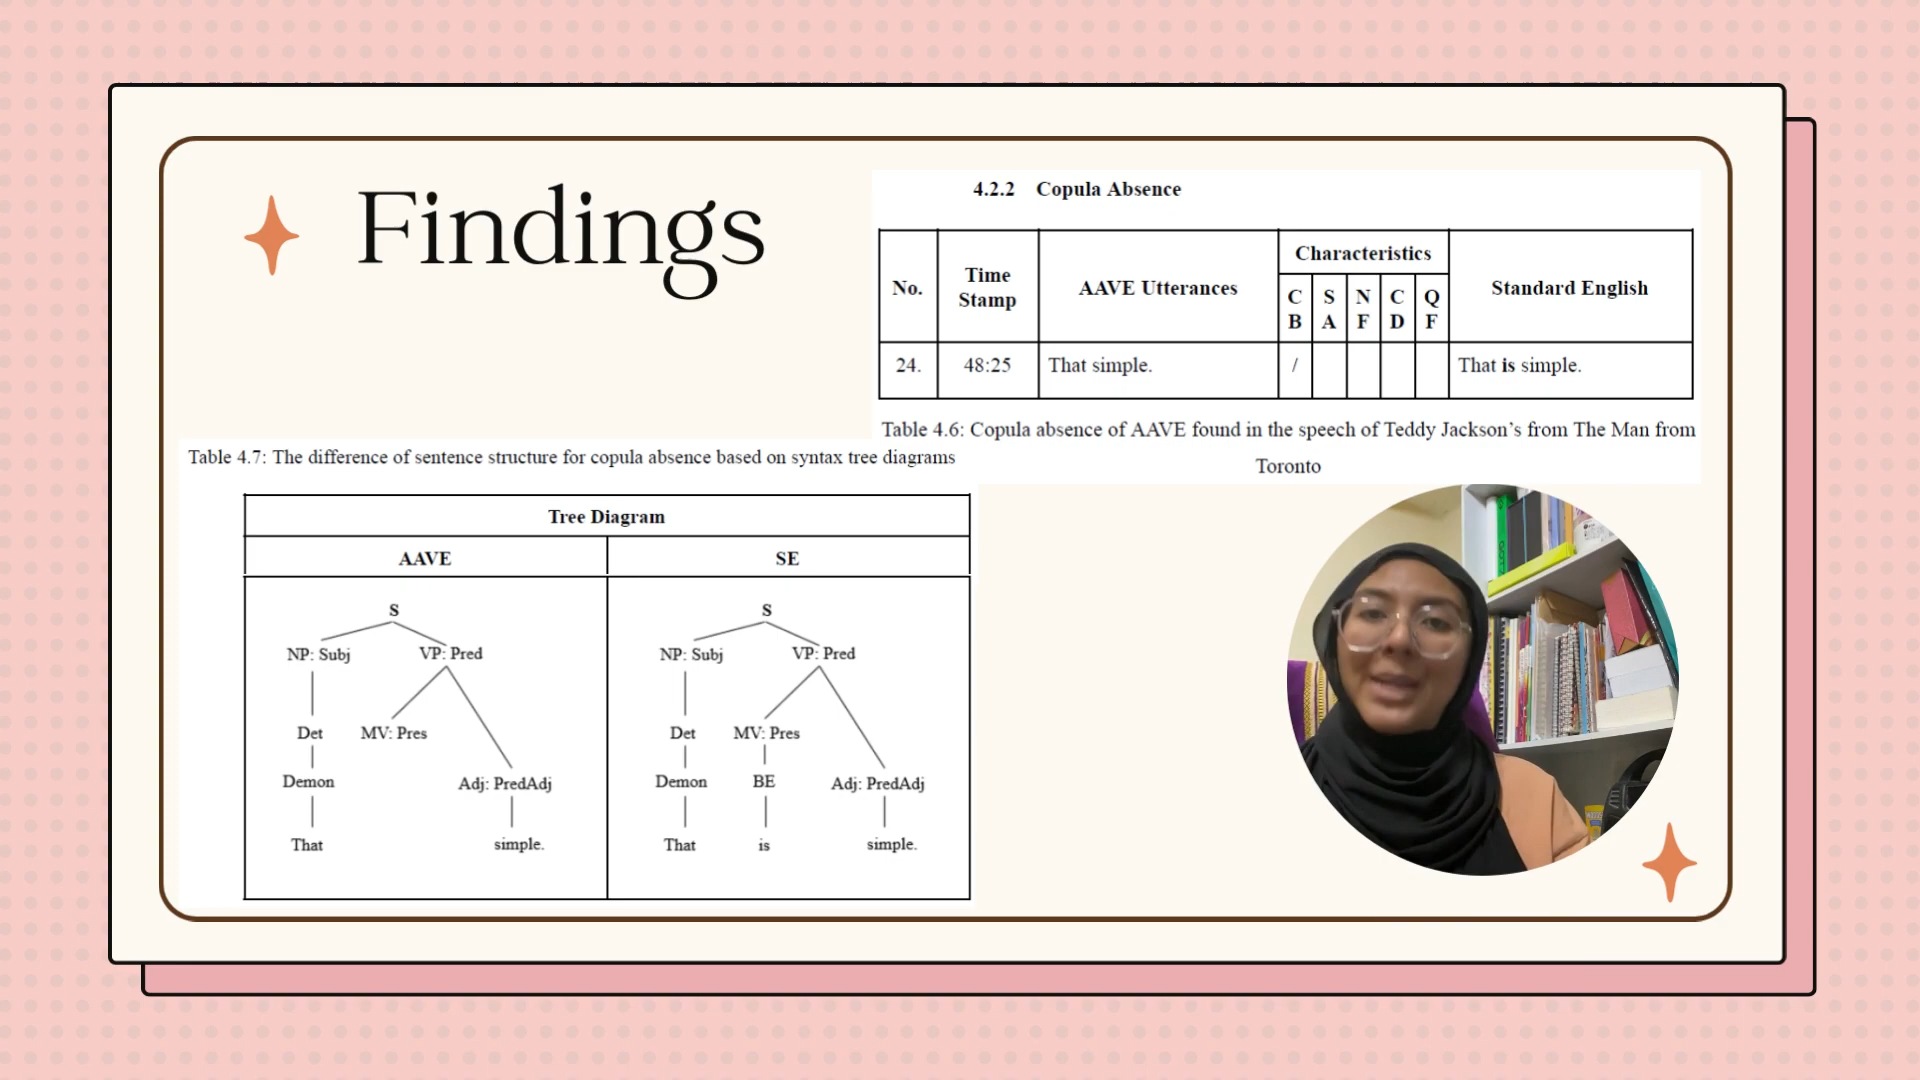 Findings
4.2.2 Copula Absence
No. Time Stamp AAVE Utterances Characteristics Standard English
C B S A N F C D Q F
24. 48:25 That simple. / That is simple.
Table 4.6: Copula absence of AAVE found in the speech of Teddy Jackson’s from The Man from
Toronto
Table 4.7: The difference of sentence structure for copula absence based on syntax tree diagrams
Tree Diagram
AAVE SE
S
NP: Subj VP: Pred
Det MV: Pres
Demon Adj: PredAdj
That simple.
S
NP: Subj VP: Pred
Det MV: Pres
Demon BE Adj: PredAdj
That is simple.